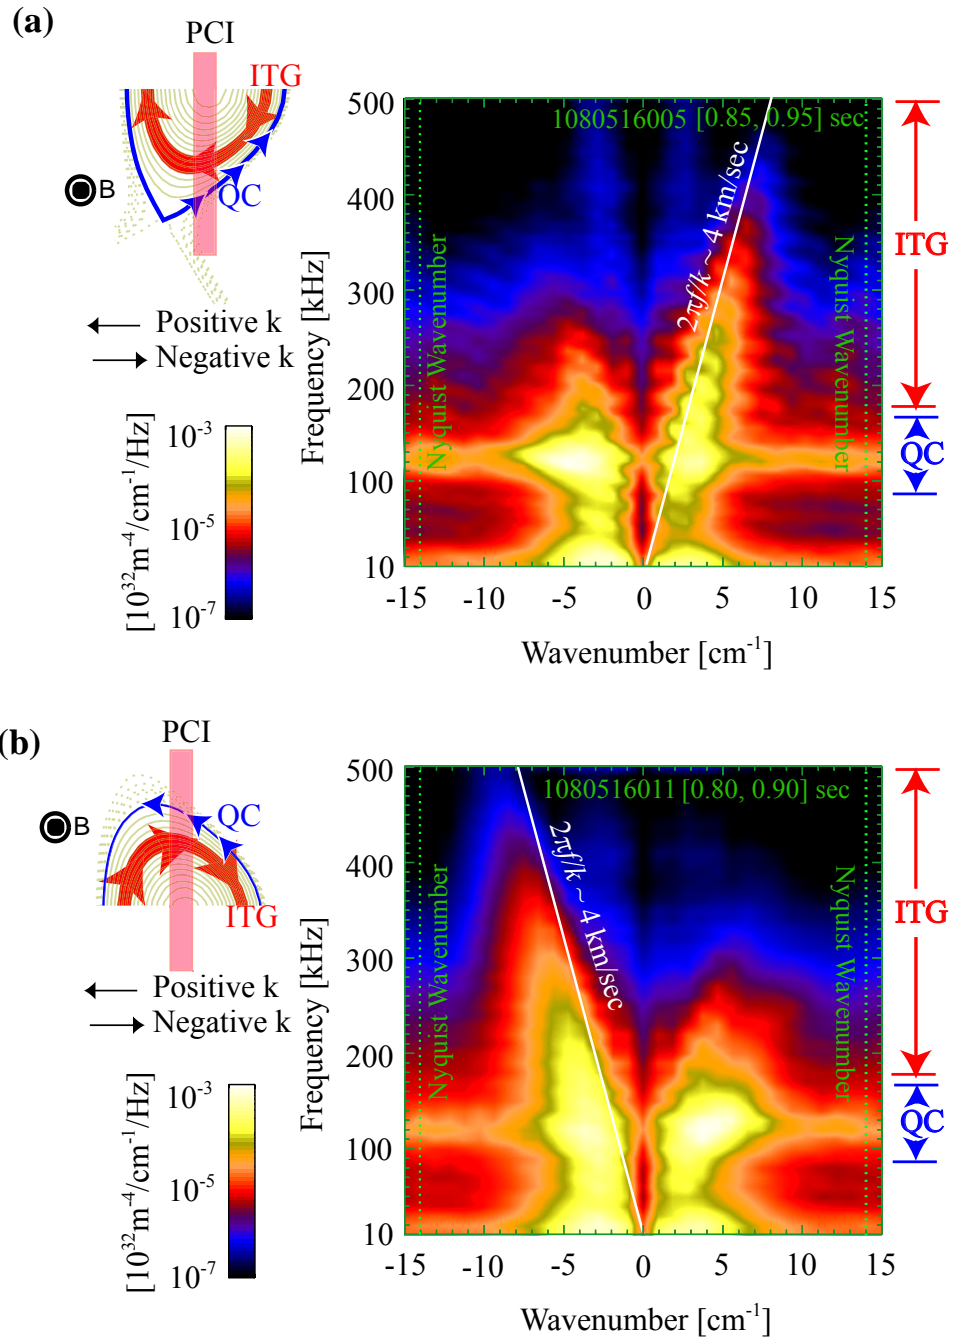 (a)
PCI
ITG
B
QC
Positive k
Negative k
10-3
10-5
10-7
[10^32 m^-4/cm^-1/Hz]
Frequency [kHz]
500
400
300
200
100
10
1080516005 [0.85, 0.95] sec
2πf/k ~ 4 km/sec
Nyquist Wavenumber
Nyquist Wavenumber
-15 -10 -5 0 5 10 15
Wavenumber [cm^-1]
ITG
QC
(b)
PCI
B
QC
ITG
Positive k
Negative k
10-3
10-5
10-7
[10^32 m^-4/cm^-1/Hz]
Frequency [kHz]
500
400
300
200
100
10
1080516011 [0.80, 0.90] sec
2πf/k ~ 4 km/sec
Nyquist Wavenumber
Nyquist Wavenumber
-15 -10 -5 0 5 10 15
Wavenumber [cm^-1]
ITG
QC